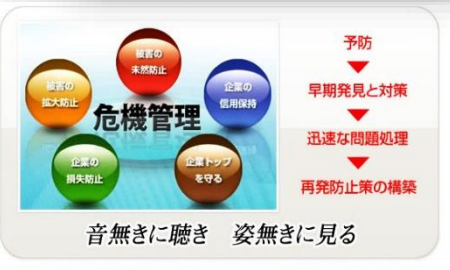 被害の
未然防止
被害の
拡大防止
企業の
信用保持
危機管理
企業の
損失防止
企業トップ
を守る
予防
早期発見と対策
迅速な問題処理
再発防止策の構築
音無きに聴き　姿無きに見る